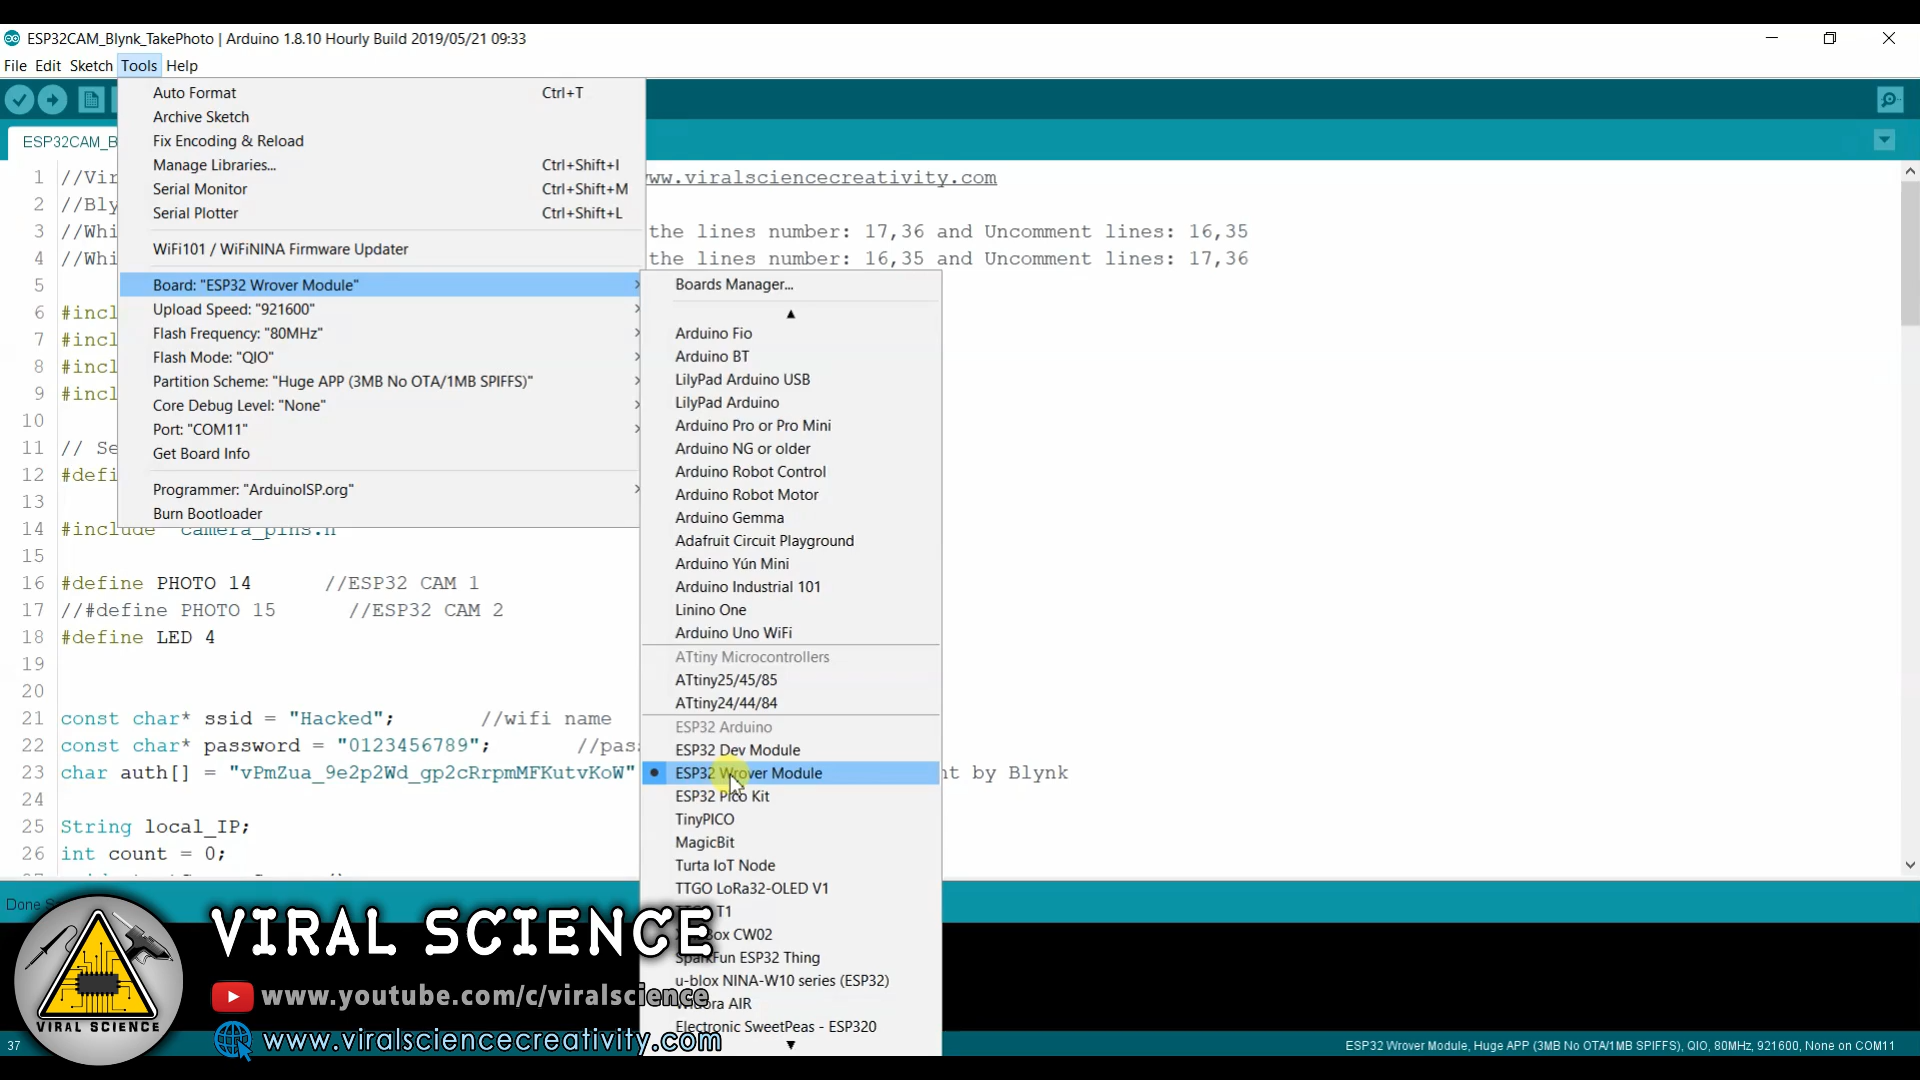 ESP32CAM_Blynk_TakePhoto | Arduino 1.8.10 Hourly Build 2019/05/21 09:33
File Edit Sketch Tools Help
Auto Format Ctrl+T
Archive Sketch
Fix Encoding & Reload
Manage Libraries... Ctrl+Shift+I
Serial Monitor Ctrl+Shift+M
Serial Plotter Ctrl+Shift+L
WiFi101 / WiFiNINA Firmware Updater
Board: "ESP32 Wrover Module"
Upload Speed: "921600"
Flash Frequency: "80MHz"
Flash Mode: "QIO"
Partition Scheme: "Huge APP (3MB No OTA/1MB SPIFFS)"
Core Debug Level: "None"
Port: "COM11"
Get Board Info
Programmer: "ArduinoISP.org"
Burn Bootloader
Boards Manager...
Arduino Fio
Arduino BT
LilyPad Arduino USB
LilyPad Arduino
Arduino Pro or Pro Mini
Arduino NG or older
Arduino Robot Control
Arduino Robot Motor
Arduino Gemma
Adafruit Circuit Playground
Arduino Yún Mini
Arduino Industrial 101
Linino One
Arduino Uno WiFi
ATtiny Microcontrollers
ATtiny25/45/85
ATtiny24/44/84
ESP32 Arduino
ESP32 Dev Module
ESP32 Wrover Module
ESP32 Pico Kit
TinyPICO
MagicBit
Turta IoT Node
TTGO LoRa32-OLED V1
T1
CW02
SparkFun ESP32 Thing
u-blox NINA-W10 series (ESP32)
AIR
Electronic SweetPeas - ESP320
ESP32CAM_B
1 //Vir www.viralsciencecreativity.com
2 //Bly
3 //Whi the lines number: 17,36 and Uncomment lines: 16,35
4 //Whi the lines number: 16,35 and Uncomment lines: 17,36
5
6 #incl
7 #incl
8 #incl
9 #incl
10
11 // Se
12 #defi
13
14 #include camera_pins.h
15
16 #define PHOTO 14 //ESP32 CAM 1
17 //#define PHOTO 15 //ESP32 CAM 2
18 #define LED 4
19
20
21 const char* ssid = "Hacked"; //wifi name
22 const char* password = "0123456789"; //pas
23 char auth[] = "vPmZua_9e2p2Wd_gp2cRrpmMFKutvKoW" t by Blynk
24
25 String local_IP;
26 int count = 0;
Done
VIRAL SCIENCE
VIRAL SCIENCE
www.youtube.com/c/viralscience
www.viralsciencecreativity.com
37 ESP32 Wrover Module, Huge APP (3MB No OTA/1MB SPIFFS), QIO, 80MHz, 921600, None on COM11